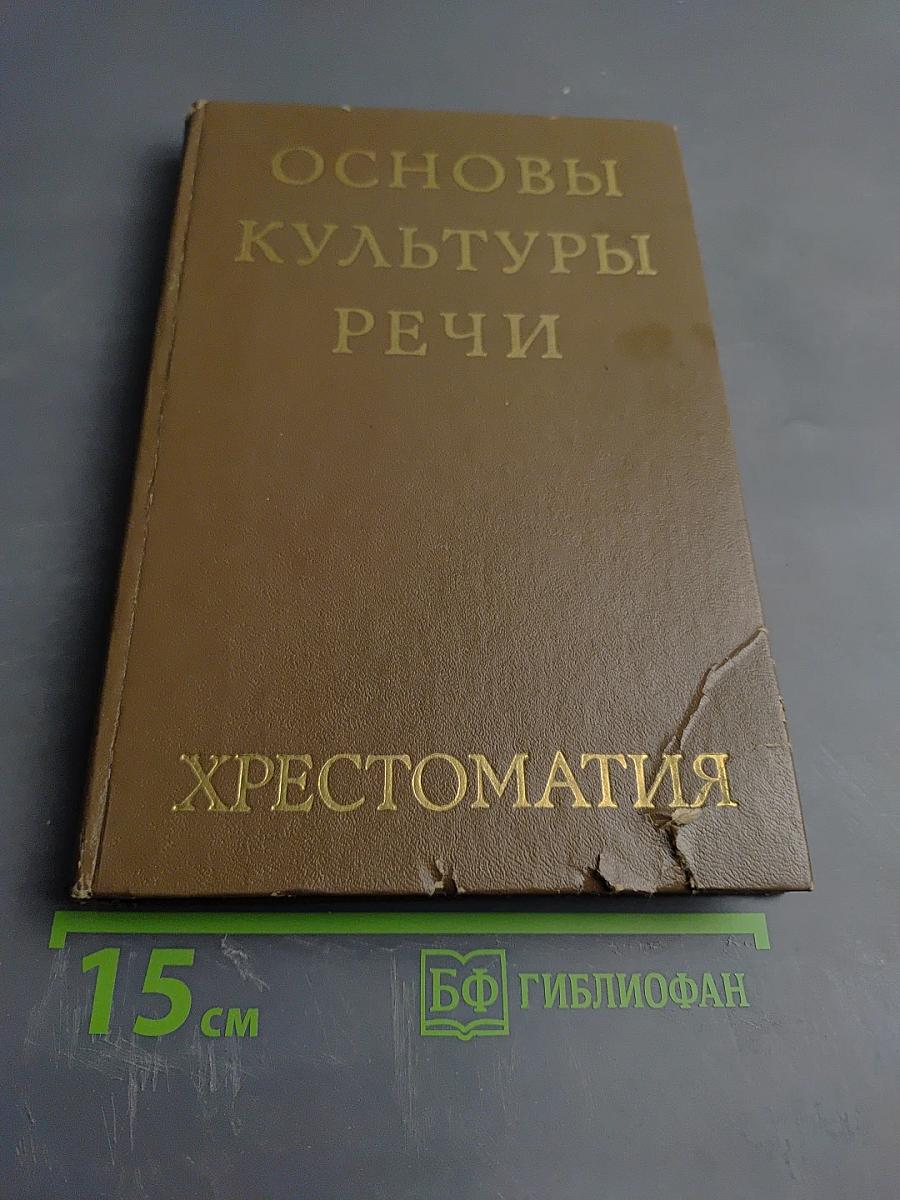 ОСНОВЫ
КУЛЬТУРЫ
РЕЧИ
ХРЕСТОМАТИЯ
15 см
БФ ГИБЛИОФАН